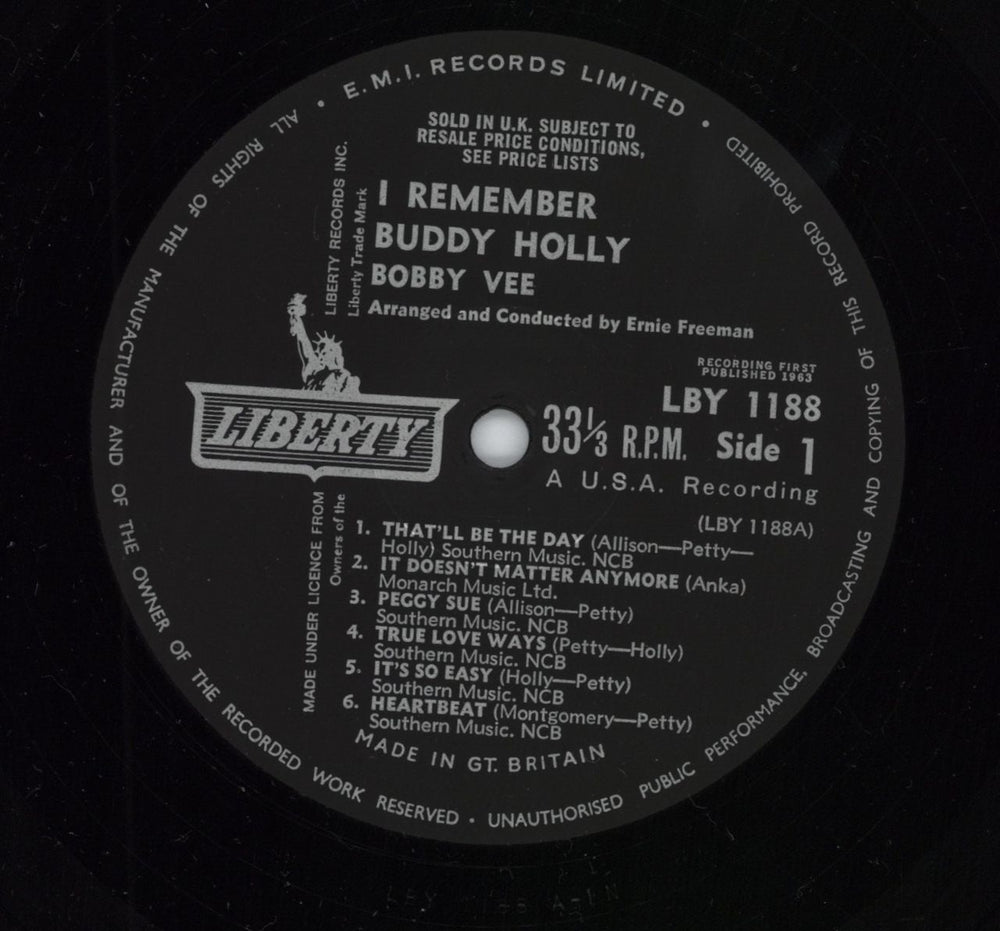 E.M.I. RECORDS LIMITED •
ALL RIGHTS OF THE MANUFACTURER AND OF THE OWNER OF THE RECORDED WORK RESERVED • UNAUTHORISED PUBLIC PERFORMANCE, BROADCASTING AND COPYING OF THIS RECORD PROHIBITED •
SOLD IN U.K. SUBJECT TO
RESALE PRICE CONDITIONS,
SEE PRICE LISTS
I REMEMBER
BUDDY HOLLY
BOBBY VEE
Arranged and Conducted by Ernie Freeman
LIBERTY RECORDS INC.
Liberty Trade Mark
RECORDING FIRST
PUBLISHED 1963
LBY 1188
LIBERTY
33⅓ R.P.M. Side 1
A U.S.A. Recording
(LBY 1188A)
MADE UNDER LICENCE FROM
Owners of the
1. THAT'LL BE THE DAY (Allison—Petty—
Holly) Southern Music. NCB
2. IT DOESN'T MATTER ANYMORE (Anka)
Monarch Music Ltd.
3. PEGGY SUE (Allison—Petty)
Southern Music. NCB
4. TRUE LOVE WAYS (Petty—Holly)
Southern Music. NCB
5. IT'S SO EASY (Holly—Petty)
Southern Music. NCB
6. HEARTBEAT (Montgomery—Petty)
Southern Music. NCB
MADE IN GT. BRITAIN